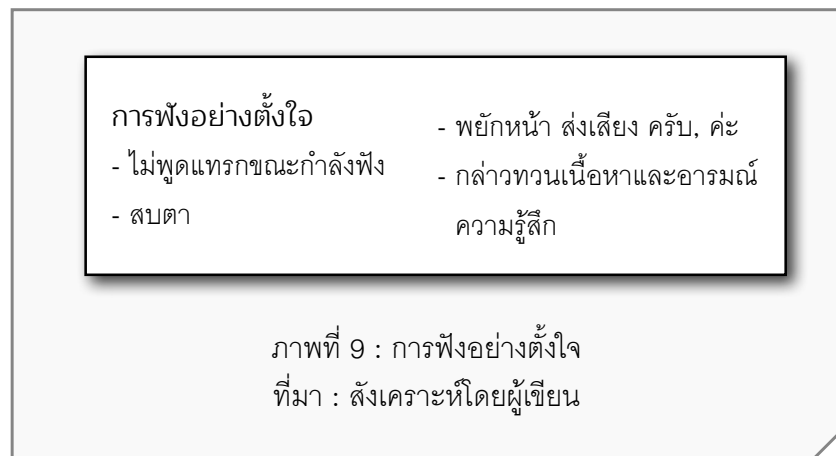 การฟังอย่างตั้งใจ
- ไม่พูดแทรกขณะกำลังฟัง
- สบตา
- พยักหน้า ส่งเสียง ครับ, ค่ะ
- กล่าวทวนเนื้อหาและอารมณ์
ความรู้สึก
ภาพที่ 9 : การฟังอย่างตั้งใจ
ที่มา : สังเคราะห์โดยผู้เขียน